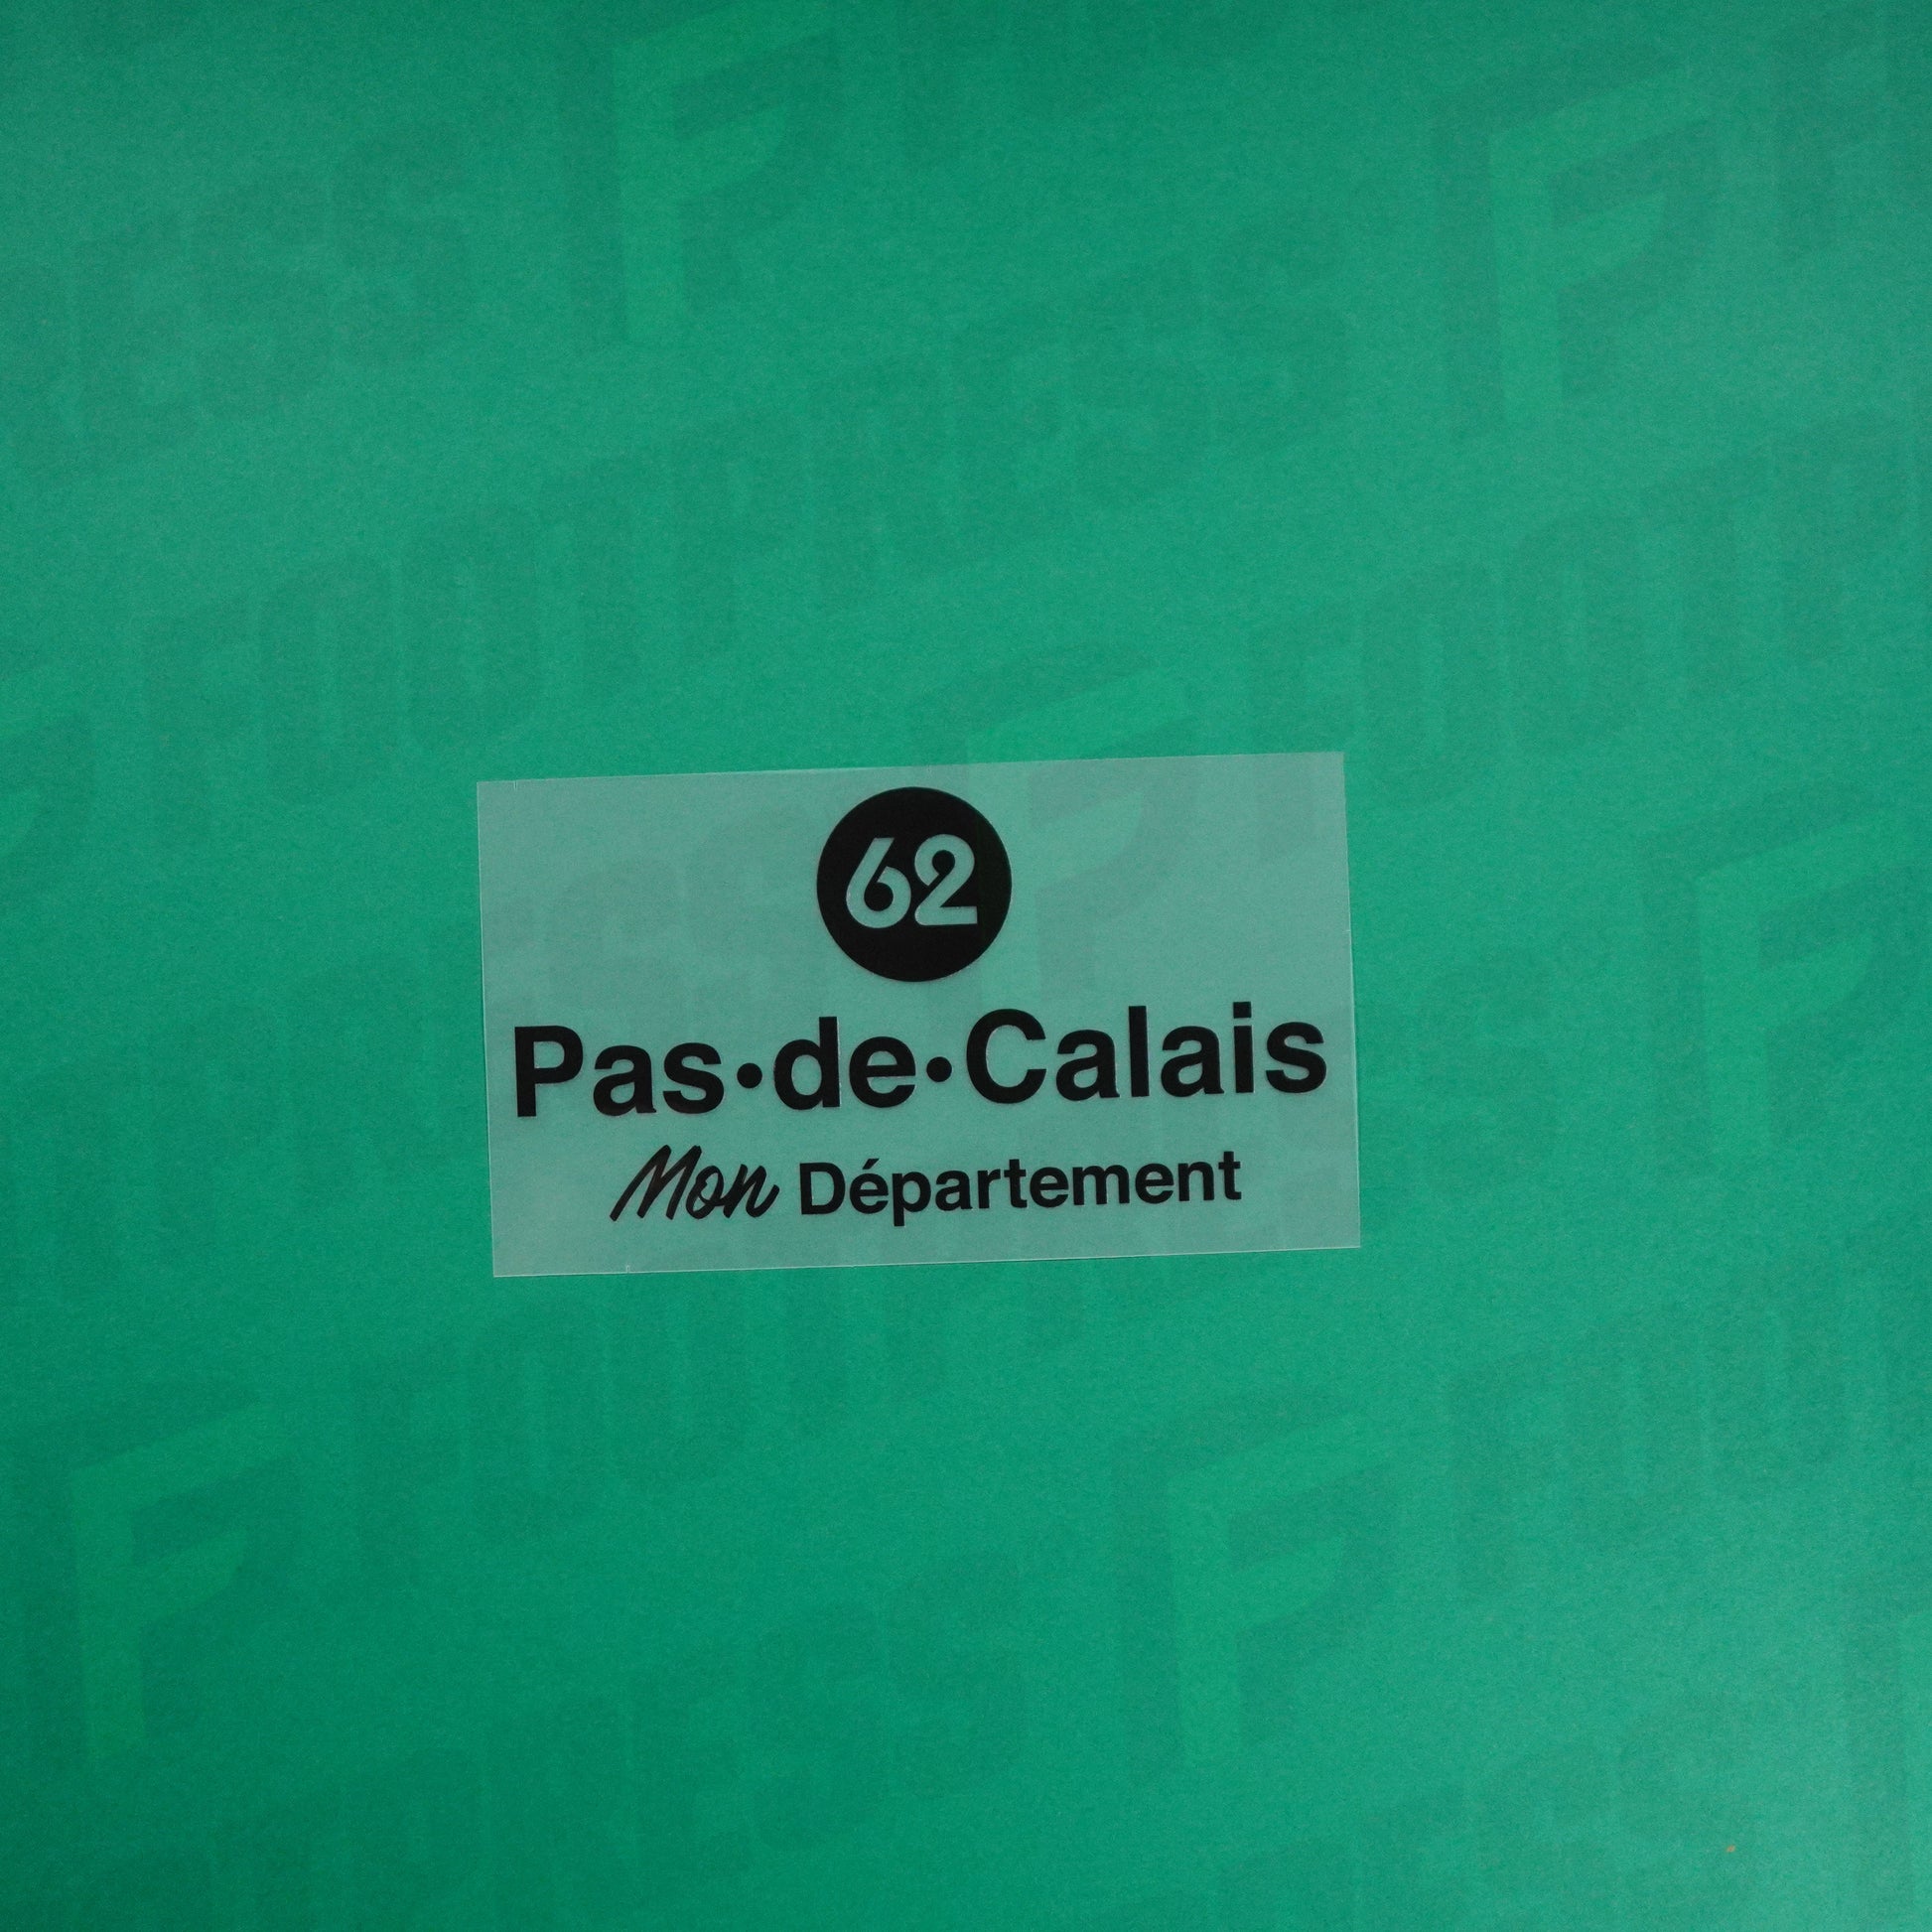 62
Pas•de•Calais
Mon Département